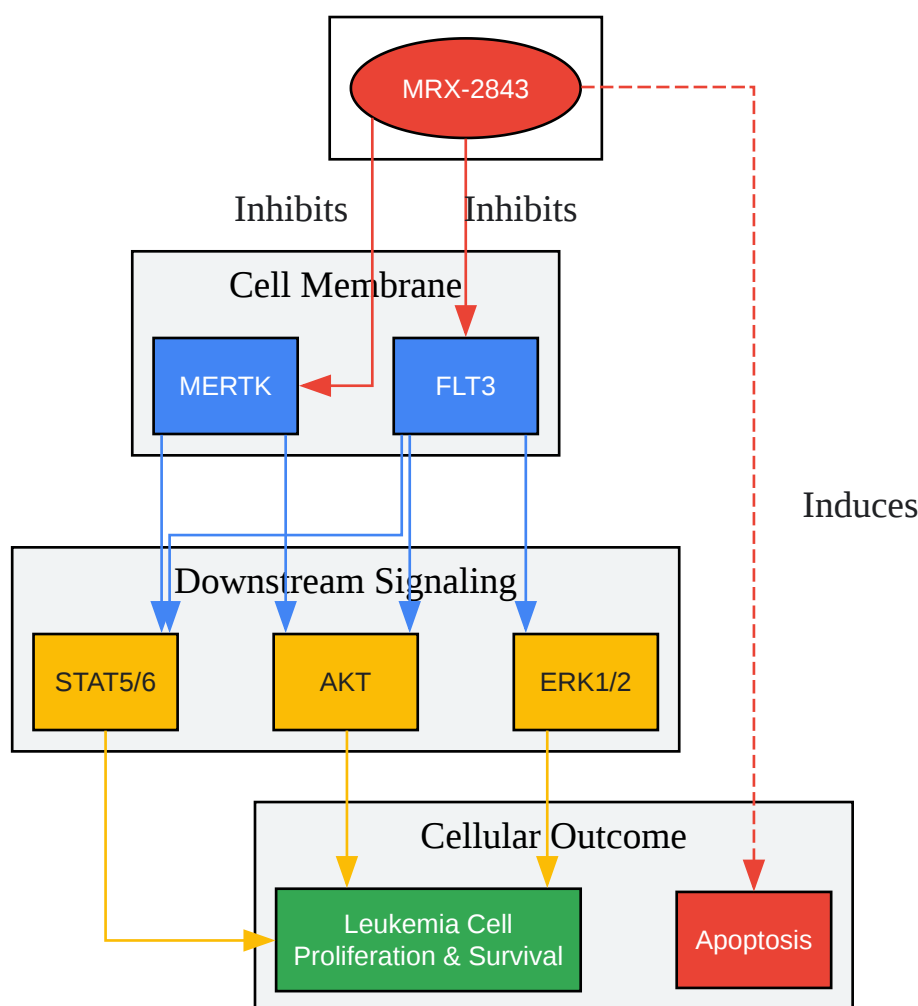 MRX-2843
Inhibits
Inhibits
Cell Membrane
MERTK
FLT3
Induces
Downstream Signaling
STAT5/6
AKT
ERK1/2
Cellular Outcome
Leukemia Cell
Proliferation & Survival
Apoptosis